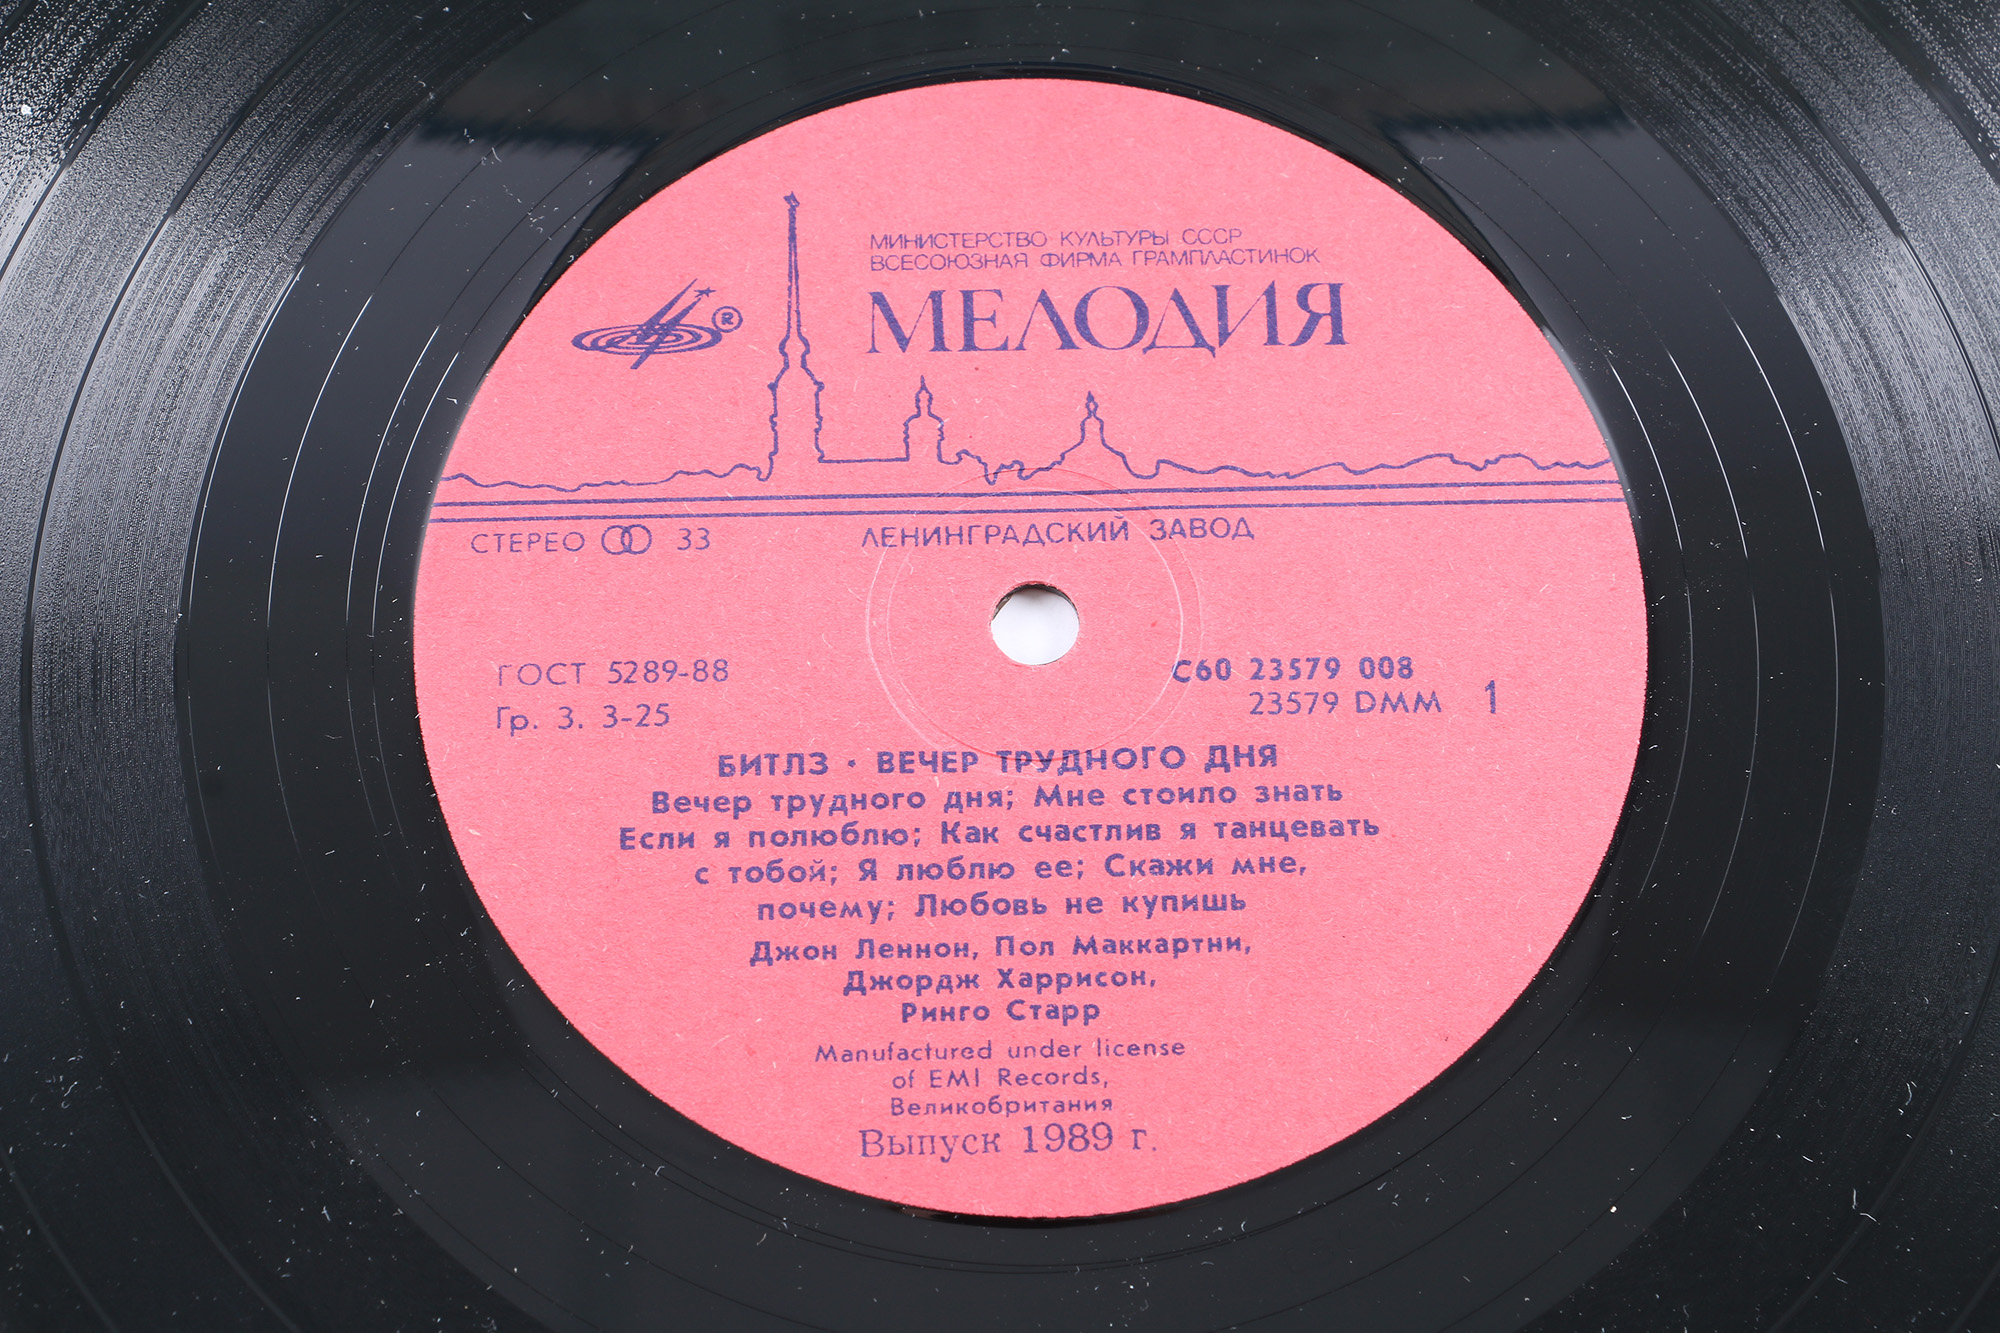 МИНИСТЕРСТВО КУЛЬТУРЫ СССР
ВСЕСОЮЗНАЯ ФИРМА ГРАМПЛАСТИНОК
МЕЛОДИЯ
®
СТЕРЕО 33
ЛЕНИНГРАДСКИЙ ЗАВОД
ГОСТ 5289-88
Гр. 3. 3-25
С60 23579 008
23579 DMM 1
БИТЛЗ · ВЕЧЕР ТРУДНОГО ДНЯ
Вечер трудного дня; Мне стоило знать
Если я полюблю; Как счастлив я танцевать
с тобой; Я люблю ее; Скажи мне,
почему; Любовь не купишь
Джон Леннон, Пол Маккартни,
Джордж Харрисон,
Ринго Старр
Manufactured under license
of EMI Records,
Великобритания
Выпуск 1989 г.